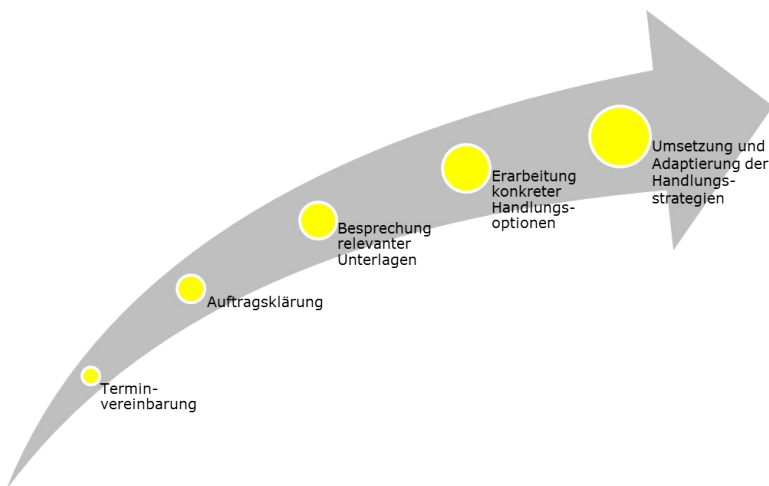 Termin-
vereinbarung
Auftragsklärung
Besprechung
relevanter
Unterlagen
Erarbeitung
konkreter
Handlungs-
optionen
Umsetzung und
Adaptierung der
Handlungs-
strategien